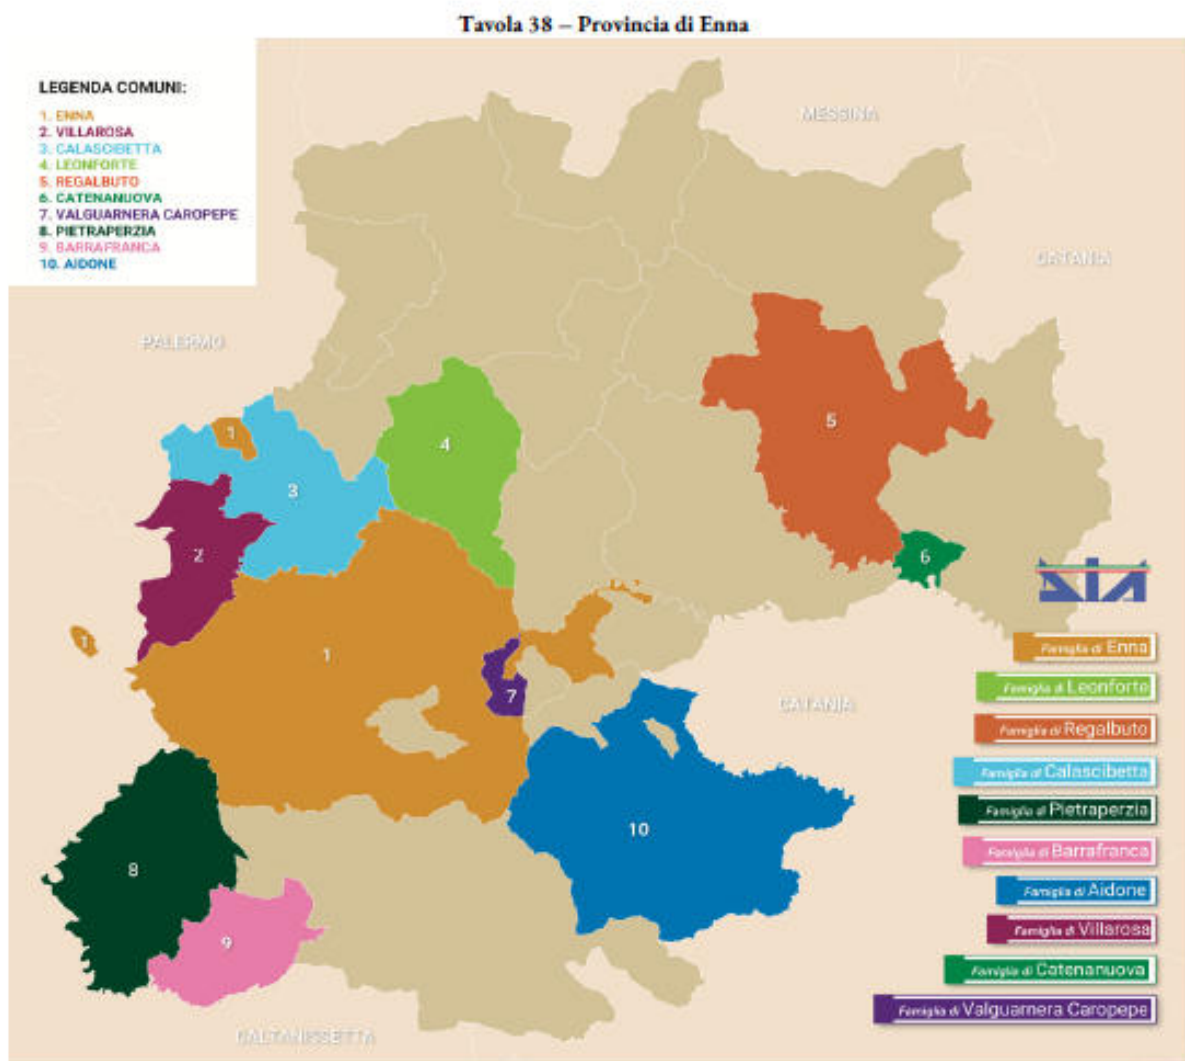 Tavola 38 – Provincia di Enna
LEGENDA COMUNI:
1. ENNA
2. VILLAROSA
3. CALASCIBETTA
4. LEONFORTE
5. REGALBUTO
6. CATENANUOVA
7. VALGUARNERA CAROPEPE
8. PIETRAPERZIA
9. BARRAFRANCA
10. AIDONE
MESSINA
CATANIA
PALERMO
1
5
4
3
2
6
DIA
1
1
7
CATANIA
10
8
9
CALTANISSETTA
Famiglia di Enna
Famiglia di Leonforte
Famiglia di Regalbuto
Famiglia di Calascibetta
Famiglia di Pietraperzia
Famiglia di Barrafranca
Famiglia di Aidone
Famiglia di Villarosa
Famiglia di Catenanuova
Famiglia di Valguarnera Caropepe